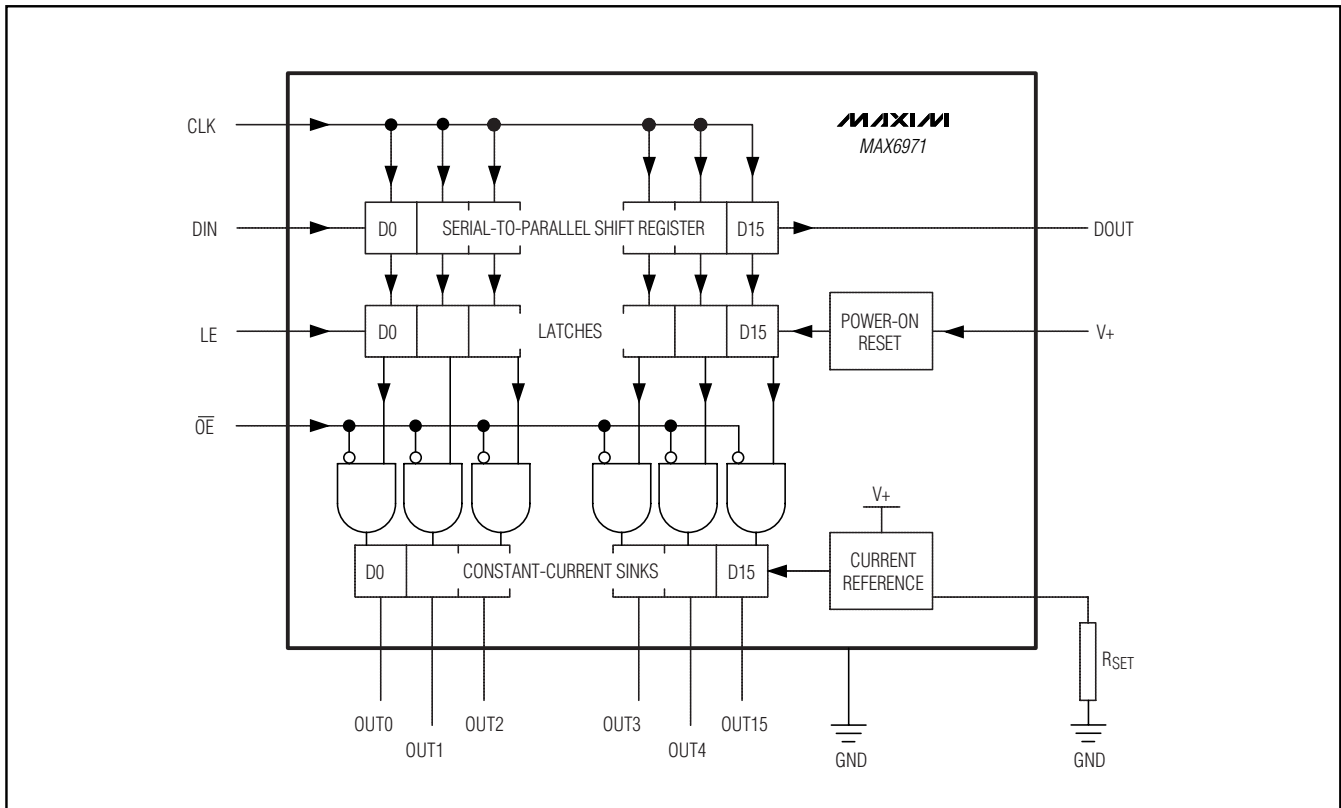 MAXIM
MAX6971
CLK
DIN
D0
SERIAL-TO-PARALLEL SHIFT REGISTER
D15
DOUT
LE
D0
LATCHES
D15
POWER-ON
RESET
V+
OE
V+
D0
CONSTANT-CURRENT SINKS
D15
CURRENT
REFERENCE
RSET
OUT0
OUT1
OUT2
OUT3
OUT4
OUT15
GND
GND